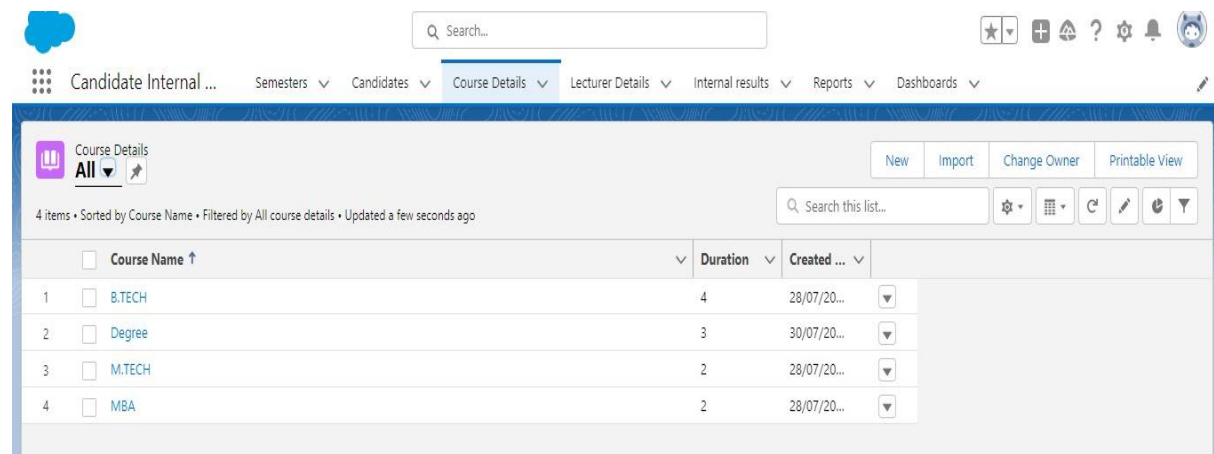 Search...
Candidate Internal ... Semesters Candidates Course Details Lecturer Details Internal results Reports Dashboards
Course Details
All
New Import Change Owner Printable View
4 items • Sorted by Course Name • Filtered by All course details • Updated a few seconds ago
Search this list...
Course Name ↑ Duration Created ...
1 B.TECH 4 28/07/20...
2 Degree 3 30/07/20...
3 M.TECH 2 28/07/20...
4 MBA 2 28/07/20...